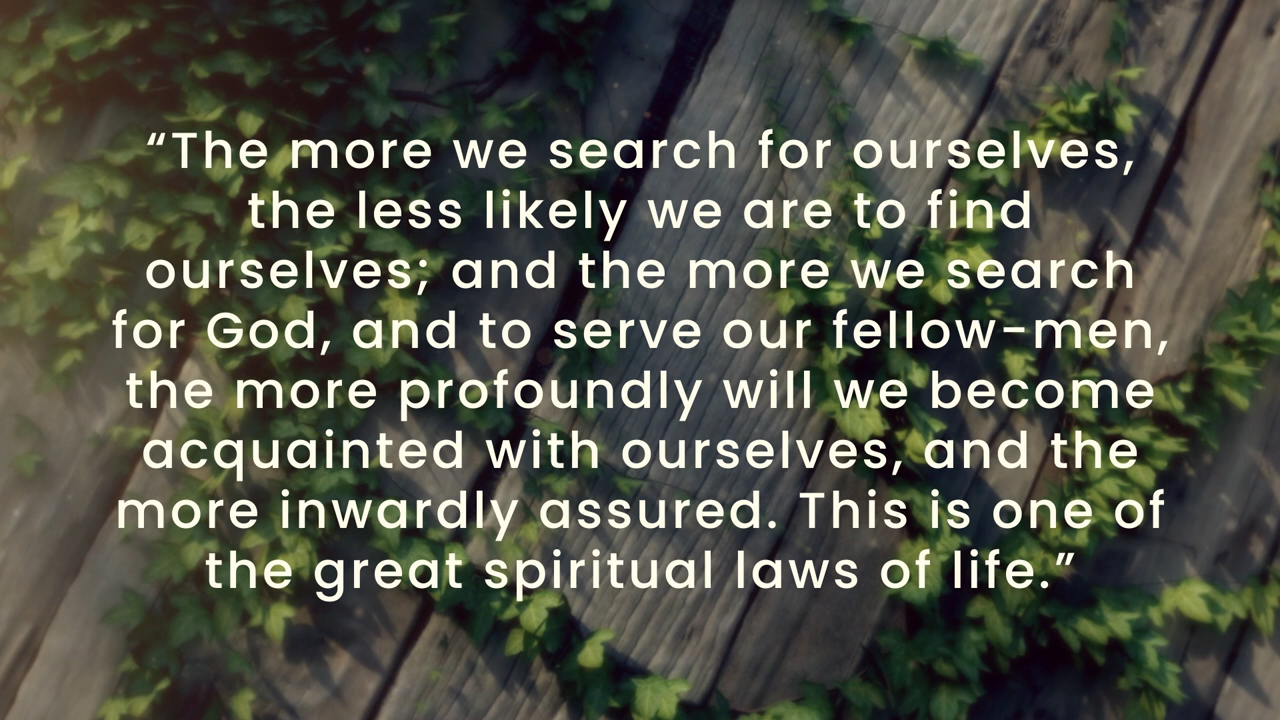 “The more we search for ourselves,
the less likely we are to find
ourselves; and the more we search
for God, and to serve our fellow-men,
the more profoundly will we become
acquainted with ourselves, and the
more inwardly assured. This is one of
the great spiritual laws of life.”